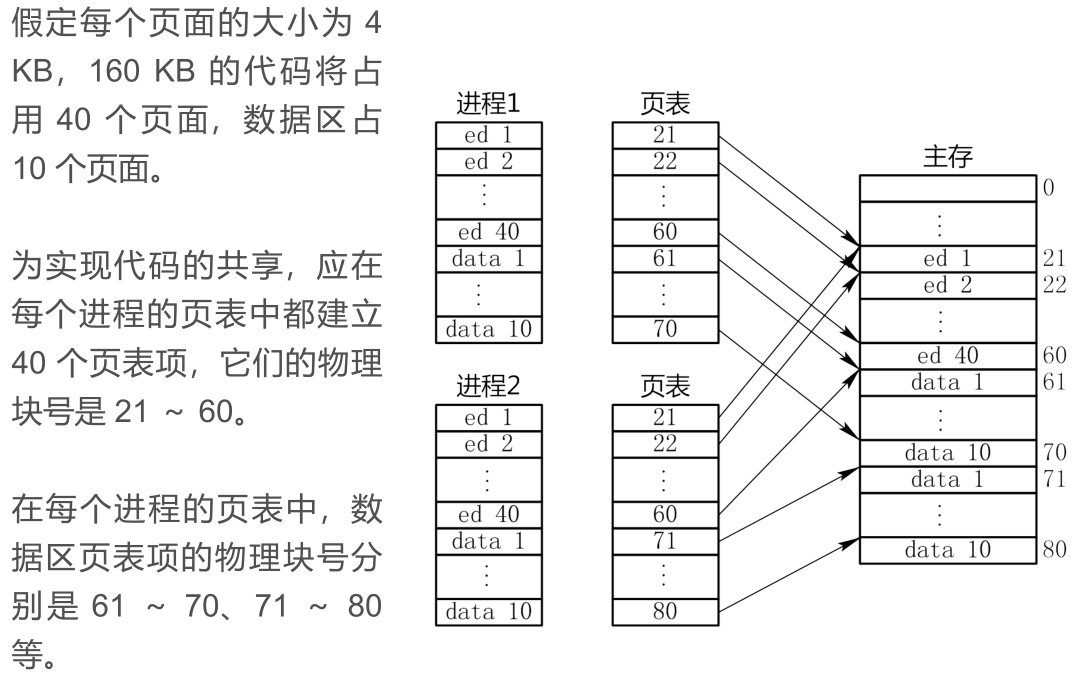 假定每个页面的大小为 4
KB，160 KB 的代码将占
用 40 个页面，数据区占
10 个页面。
为实现代码的共享，应在
每个进程的页表中都建立
40 个页表项，它们的物理
块号是 21 ~ 60。
在每个进程的页表中，数
据区页表项的物理块号分
别是 61 ~ 70、71 ~ 80
等。
进程1
ed 1
ed 2
⋮
ed 40
data 1
⋮
data 10
页表
21
22
⋮
60
61
⋮
70
进程2
ed 1
ed 2
⋮
ed 40
data 1
⋮
data 10
页表
21
22
⋮
60
71
⋮
80
主存
0
⋮
ed 1 21
ed 2 22
⋮
ed 40 60
data 1 61
⋮
data 10 70
data 1 71
⋮
data 10 80